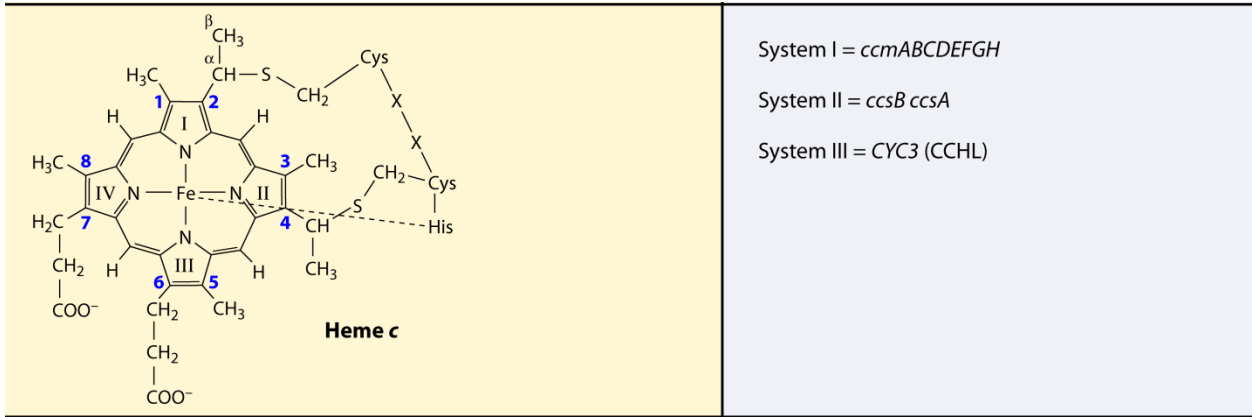 β
CH₃
α
H₃C CH S CH₂ Cys
1 2
H I H X
N X
H₃C 8 3 CH₃ CH₂ Cys
IV N Fe N II S
H₂C 7 4 CH His
N
CH₂ H III H CH₃
6 5
COO⁻ CH₂ CH₃
Heme c
CH₂
COO⁻
System I = ccmABCDEFGH
System II = ccsB ccsA
System III = CYC3 (CCHL)